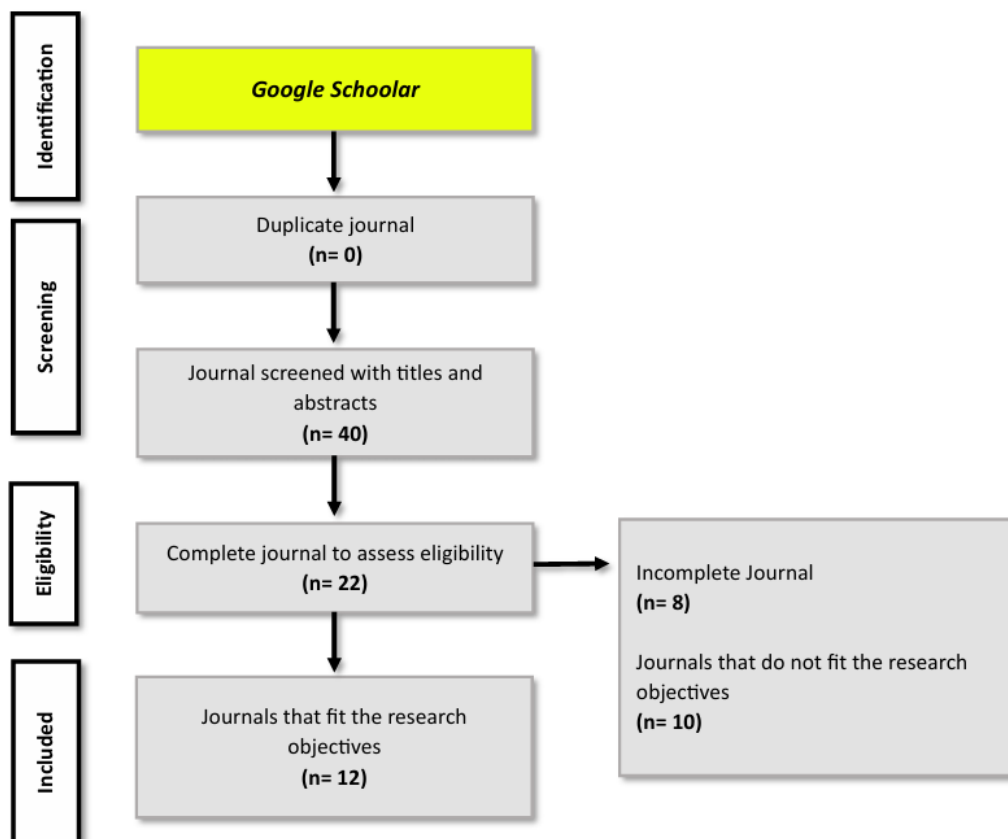 Identification
Google Schoolar
Duplicate journal
(n= 0)
Screening
Journal screened with titles and
abstracts
(n= 40)
Eligibility
Complete journal to assess eligibility
(n= 22)
Incomplete Journal
(n= 8)
Journals that do not fit the research
objectives
(n= 10)
Included
Journals that fit the research
objectives
(n= 12)